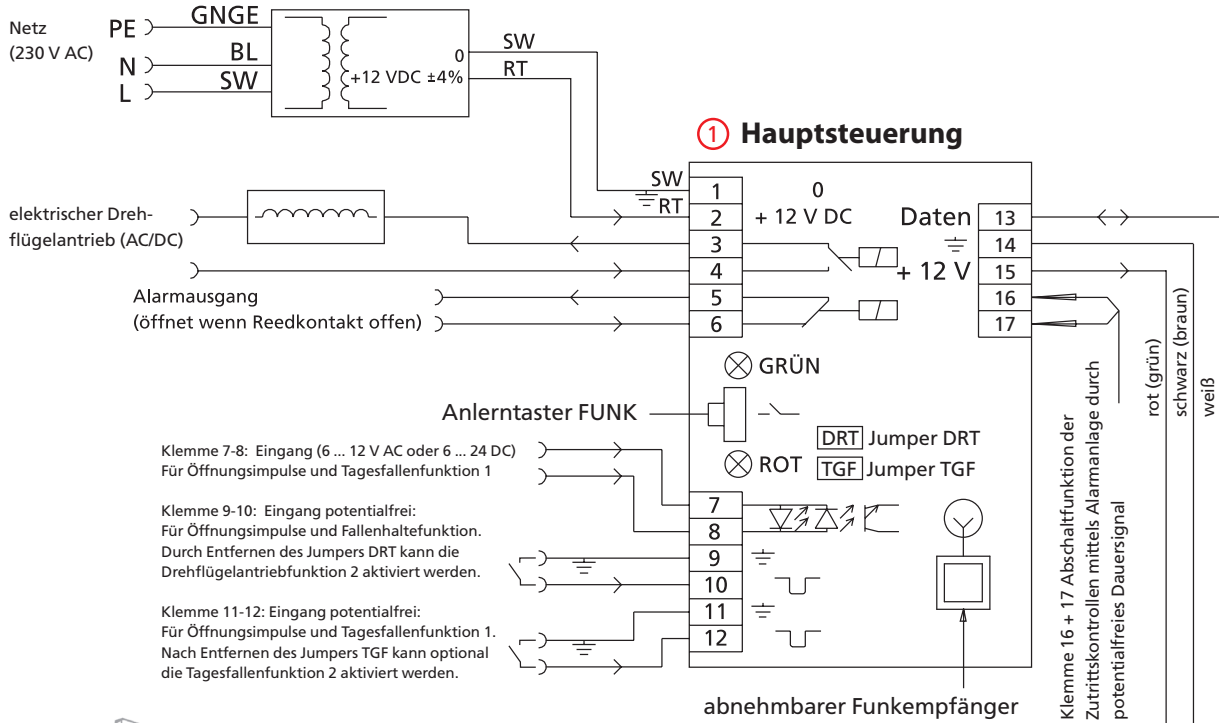 Netz
(230 V AC)
PE
GNGE
N
BL
L
SW
0
+12 VDC ±4%
SW
RT
1 Hauptsteuerung
elektrischer Dreh-
flügelantrieb (AC/DC)
Alarmausgang
(öffnet wenn Reedkontakt offen)
SW
RT
1
2
3
4
5
6
0
+ 12 V DC
Daten
+ 12 V
13
14
15
16
17
GRÜN
Anlerntaster FUNK
ROT
DRT Jumper DRT
TGF Jumper TGF
Klemme 7-8: Eingang (6 ... 12 V AC oder 6 ... 24 DC)
Für Öffnungsimpulse und Tagesfallenfunktion 1
Klemme 9-10: Eingang potentialfrei:
Für Öffnungsimpulse und Fallenhaltefunktion.
Durch Entfernen des Jumpers DRT kann die
Drehflügelantriebfunktion 2 aktiviert werden.
Klemme 11-12: Eingang potentialfrei:
Für Öffnungsimpulse und Tagesfallenfunktion 1.
Nach Entfernen des Jumpers TGF kann optional
die Tagesfallenfunktion 2 aktiviert werden.
7
8
9
10
11
12
abnehmbarer Funkempfänger
Klemme 16 + 17 Abschaltfunktion der
Zutrittskontrollen mittels Alarmanlage durch
potentialfreies Dauersignal
rot (grün)
schwarz (braun)
weiß